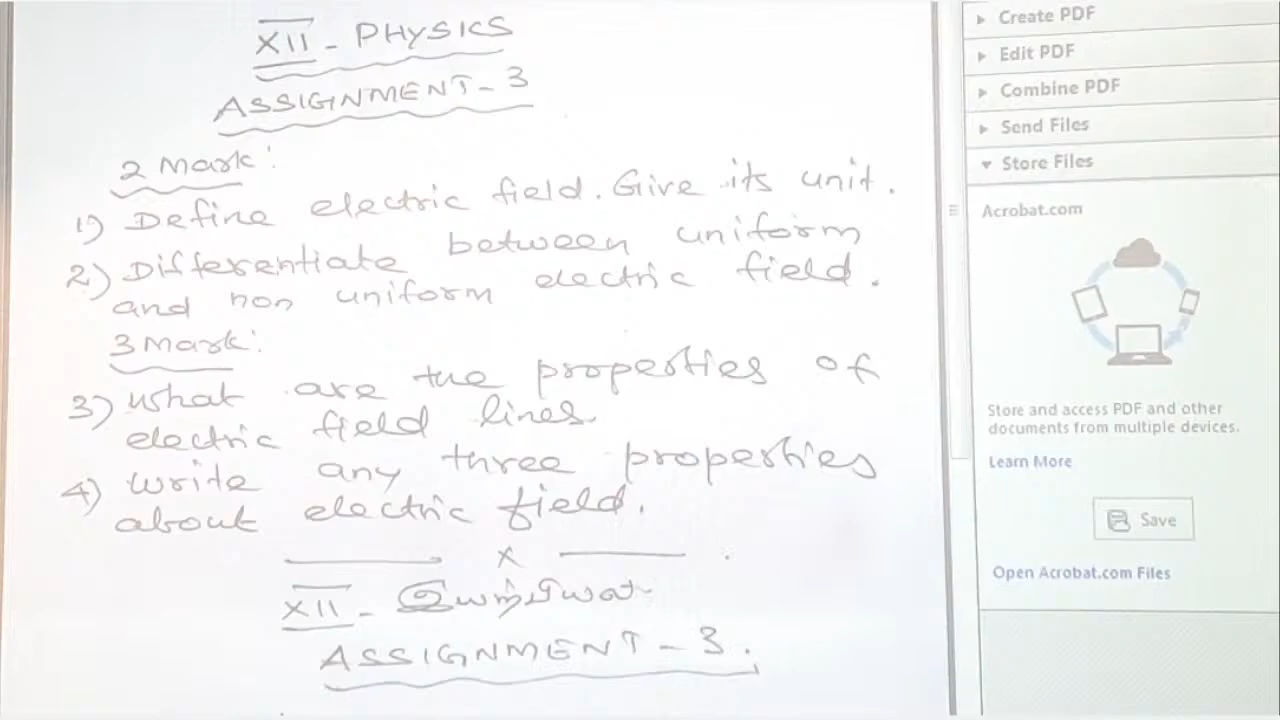 XII - PHYSICS
ASSIGNMENT - 3
2 Mark:
1) Define electric field. Give its unit.
2) Differentiate between uniform
and non uniform electric field.
3 Mark:
3) What are the properties of
electric field lines
4) Write any three properties
about electric field.
x
XII - இயற்பியல்
ASSIGNMENT - 3.
Create PDF
Edit PDF
Combine PDF
Send Files
Store Files
Acrobat.com
Store and access PDF and other
documents from multiple devices.
Learn More
Save
Open Acrobat.com Files